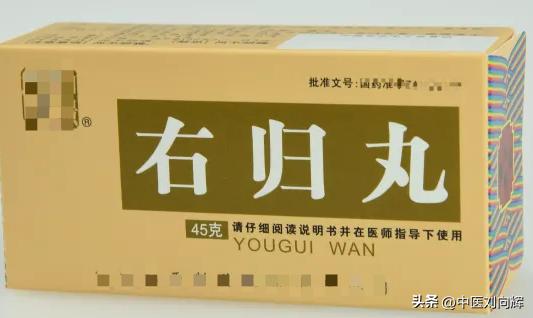 批准文号:
®
右归丸
45克 请仔细阅读说明书并在医师指导下使用
YOUGUI WAN
头条 @中医刘向辉